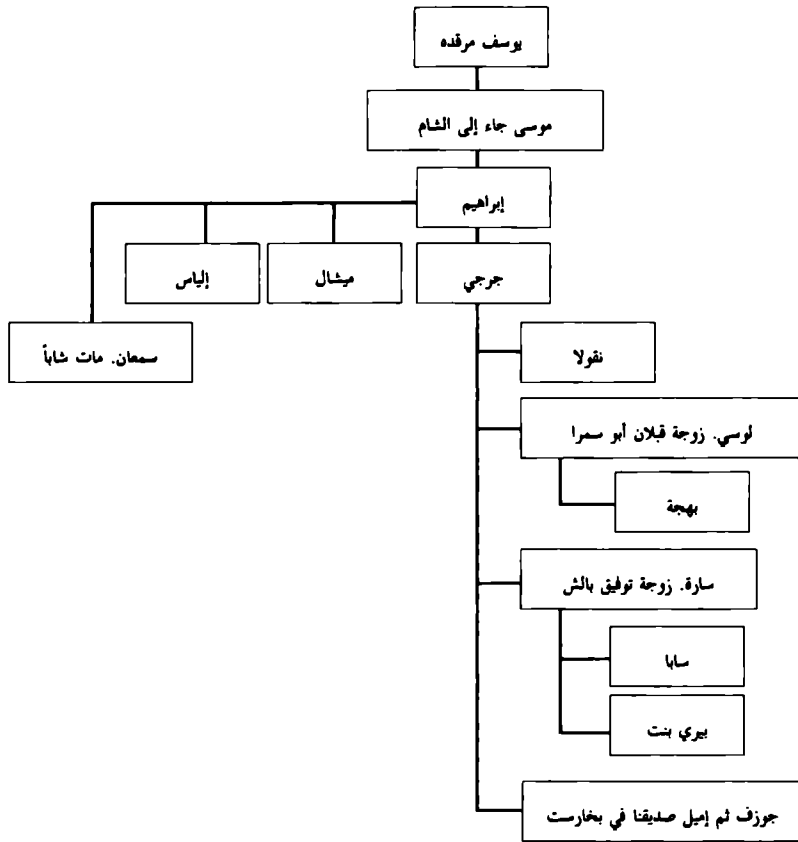 يوسف مرقده
موسى جاء إلى الشام
إبراهيم
جرجي
ميشال
إلياس
سمعان. مات شاباً
نقولا
لوسي. زوجة قبلان أبو سمرا
بهجة
سارة. زوجة توفيق بالش
سابا
بيري بنت
جوزف ثم إميل صديقنا في بخارست